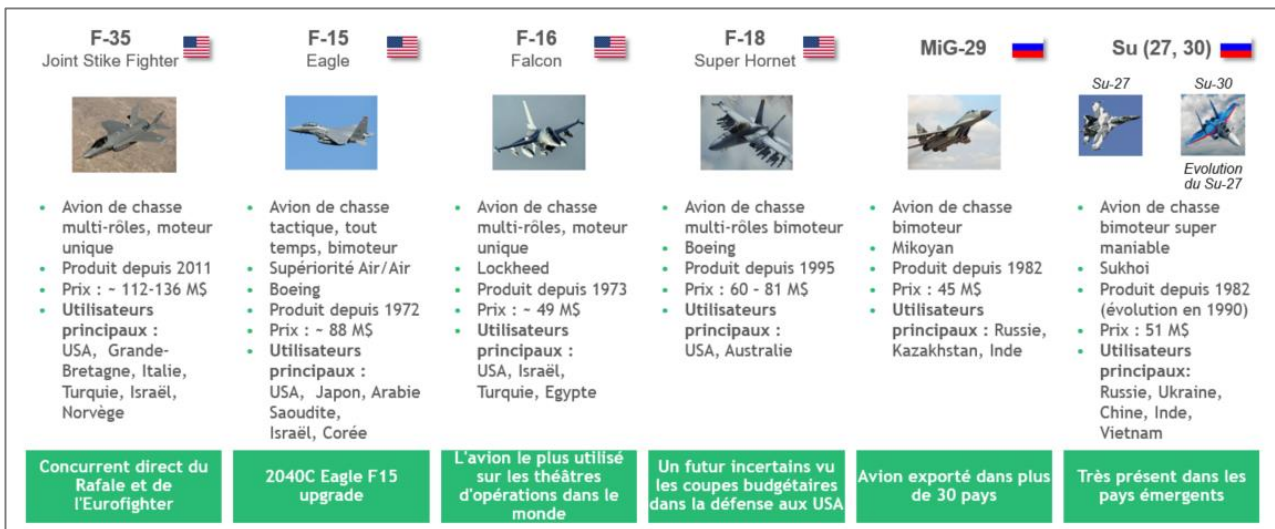 F-35
Joint Stike Fighter
F-15
Eagle
F-16
Falcon
F-18
Super Hornet
MiG-29
Su (27, 30)
Su-27
Su-30
Evolution
du Su-27
• Avion de chasse
multi-rôles, moteur
unique
• Produit depuis 2011
• Prix : ~ 112-136 M$
• Utilisateurs
principaux :
USA, Grande-
Bretagne, Italie,
Turquie, Israël,
Norvège
• Avion de chasse
tactique, tout
temps, bimoteur
• Supériorité Air/Air
• Boeing
• Produit depuis 1972
• Prix : ~ 88 M$
• Utilisateurs
principaux :
USA, Japon, Arabie
Saoudite,
Israël, Corée
• Avion de chasse
multi-rôles, moteur
unique
• Lockheed
• Produit depuis 1973
• Prix : ~ 49 M$
• Utilisateurs
principaux :
USA, Israël,
Turquie, Egypte
• Avion de chasse
multi-rôles bimoteur
• Boeing
• Produit depuis 1995
• Prix : 60 – 81 M$
• Utilisateurs
principaux :
USA, Australie
• Avion de chasse
bimoteur
• Mikoyan
• Produit depuis 1982
• Prix : 45 M$
• Utilisateurs
principaux : Russie,
Kazakhstan, Inde
• Avion de chasse
bimoteur super
maniable
• Sukhoi
• Produit depuis 1982
(évolution en 1990)
• Prix : 51 M$
• Utilisateurs
principaux:
Russie, Ukraine,
Chine, Inde,
Vietnam
Concurrent direct du
Rafale et de
l'Eurofighter
2040C Eagle F15
upgrade
L'avion le plus utilisé
sur les théâtres
d'opérations dans le
monde
Un futur incertains vu
les coupes budgétaires
dans la défense aux USA
Avion exporté dans plus
de 30 pays
Très présent dans les
pays émergents